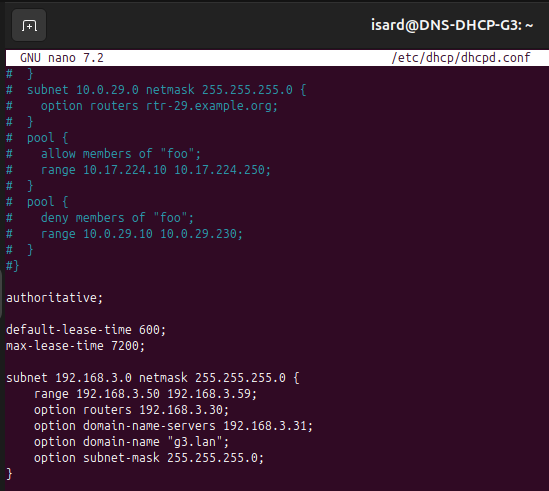 isard@DNS-DHCP-G3: ~
GNU nano 7.2 /etc/dhcp/dhcpd.conf
#  }
#  subnet 10.0.29.0 netmask 255.255.255.0 {
#    option routers rtr-29.example.org;
#  }
#  pool {
#    allow members of "foo";
#    range 10.17.224.10 10.17.224.250;
#  }
#  pool {
#    deny members of "foo";
#    range 10.0.29.10 10.0.29.230;
#  }
#}
authoritative;
default-lease-time 600;
max-lease-time 7200;
subnet 192.168.3.0 netmask 255.255.255.0 {
    range 192.168.3.50 192.168.3.59;
    option routers 192.168.3.30;
    option domain-name-servers 192.168.3.31;
    option domain-name "g3.lan";
    option subnet-mask 255.255.255.0;
}